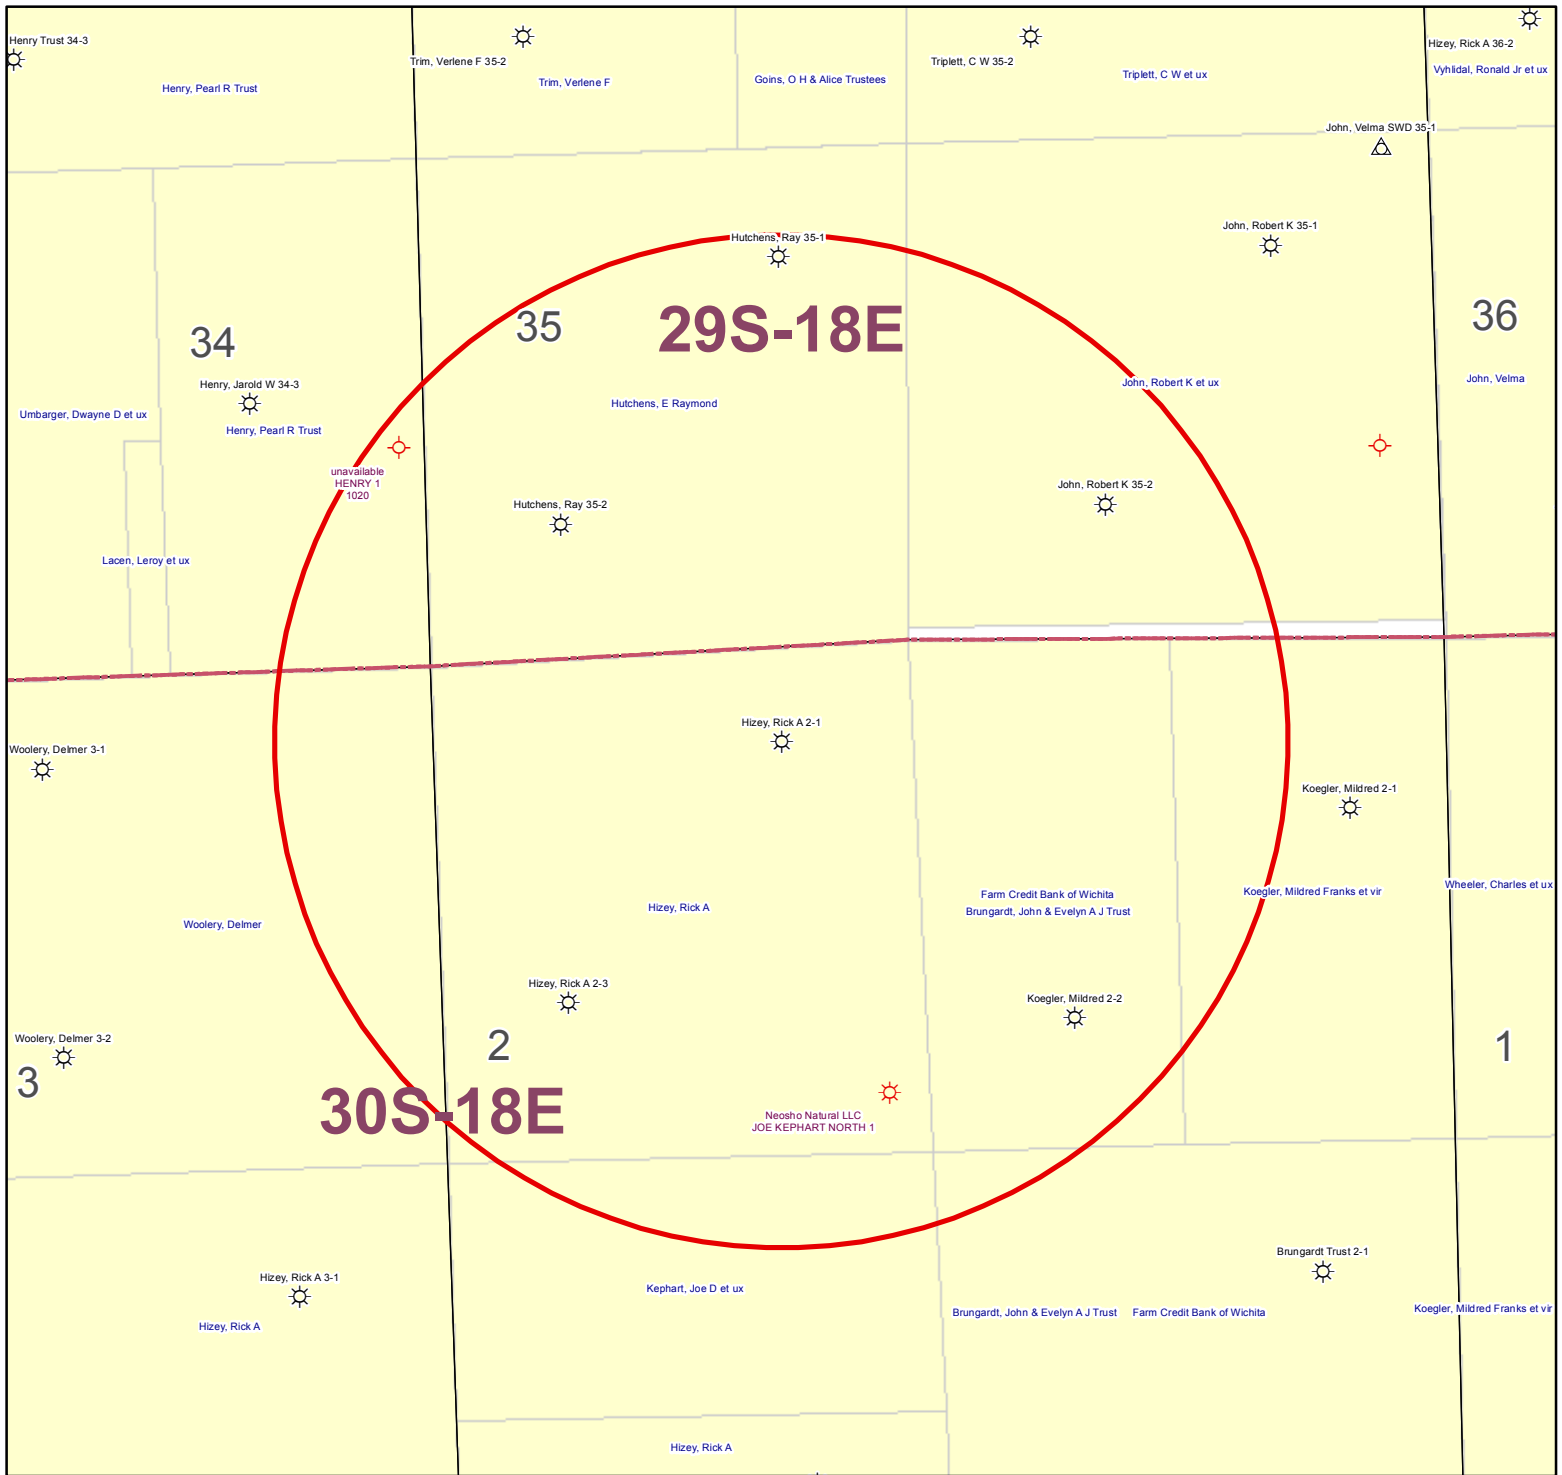 Henry Trust 34-3
Trim, Verlene F 35-2
Triplett, C W 35-2
Hizey, Rick A 36-2
Henry, Pearl R Trust
Trim, Verlene F
Goins, O H & Alice Trustees
Triplett, C W et ux
Vyhlidal, Ronald Jr et ux
John, Velma SWD 35-1
Hutchens, Ray 35-1
John, Robert K 35-1
34
35
29S-18E
36
Henry, Jarold W 34-3
John, Robert K et ux
John, Velma
Umbarger, Dwayne D et ux
Henry, Pearl R Trust
Hutchens, E Raymond
unavailable
HENRY 1
1020
Hutchens, Ray 35-2
John, Robert K 35-2
Lacen, Leroy et ux
Woolery, Delmer 3-1
Hizey, Rick A 2-1
Koegler, Mildred 2-1
Woolery, Delmer
Hizey, Rick A
Farm Credit Bank of Wichita
Brungardt, John & Evelyn A J Trust
Koegler, Mildred Franks et vir
Wheeler, Charles et ux
Hizey, Rick A 2-3
Koegler, Mildred 2-2
Woolery, Delmer 3-2
3
2
1
30S-18E
Neosho Natural LLC
JOE KEPHART NORTH 1
Hizey, Rick A 3-1
Brungardt Trust 2-1
Hizey, Rick A
Kephart, Joe D et ux
Brungardt, John & Evelyn A J Trust
Farm Credit Bank of Wichita
Koegler, Mildred Franks et vir
Hizey, Rick A